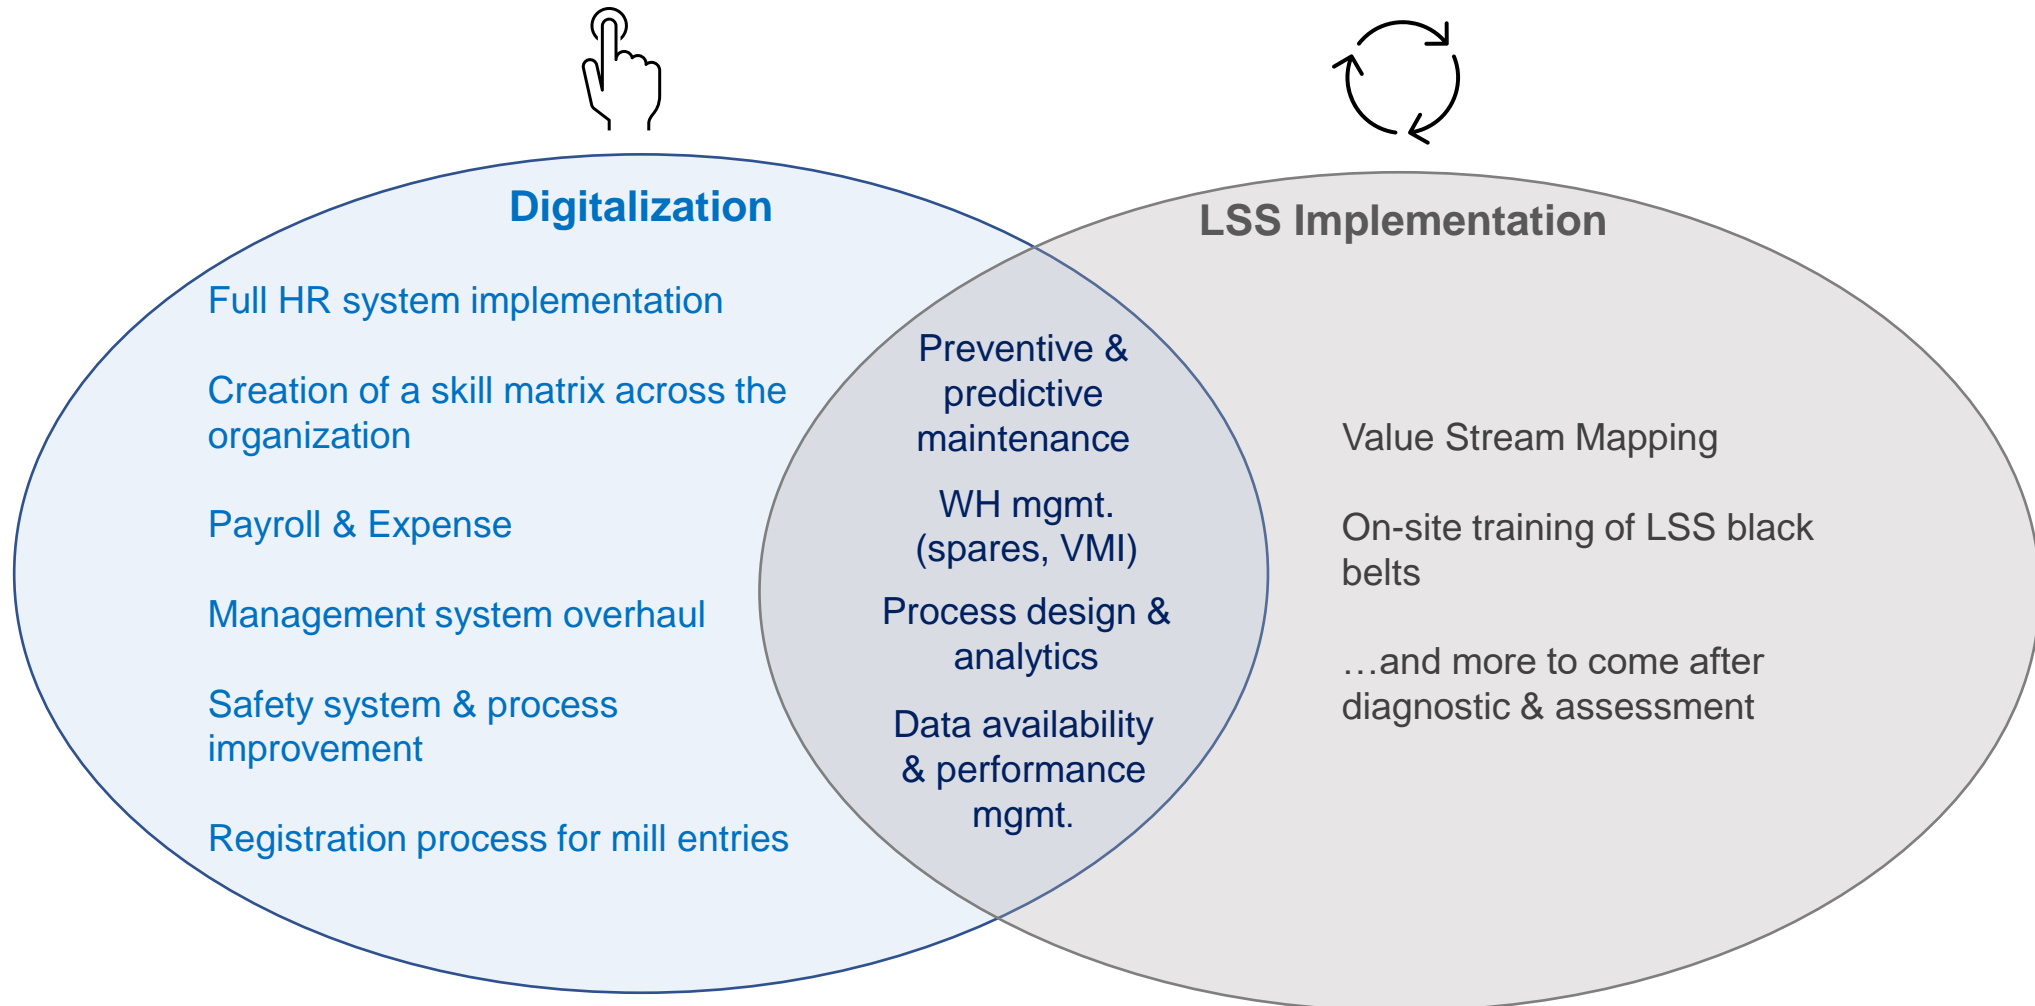 Digitalization
Full HR system implementation
Creation of a skill matrix across the
organization
Payroll & Expense
Management system overhaul
Safety system & process
improvement
Registration process for mill entries
Preventive &
predictive
maintenance
WH mgmt.
(spares, VMI)
Process design &
analytics
Data availability
& performance
mgmt.
LSS Implementation
Value Stream Mapping
On-site training of LSS black
belts
…and more to come after
diagnostic & assessment